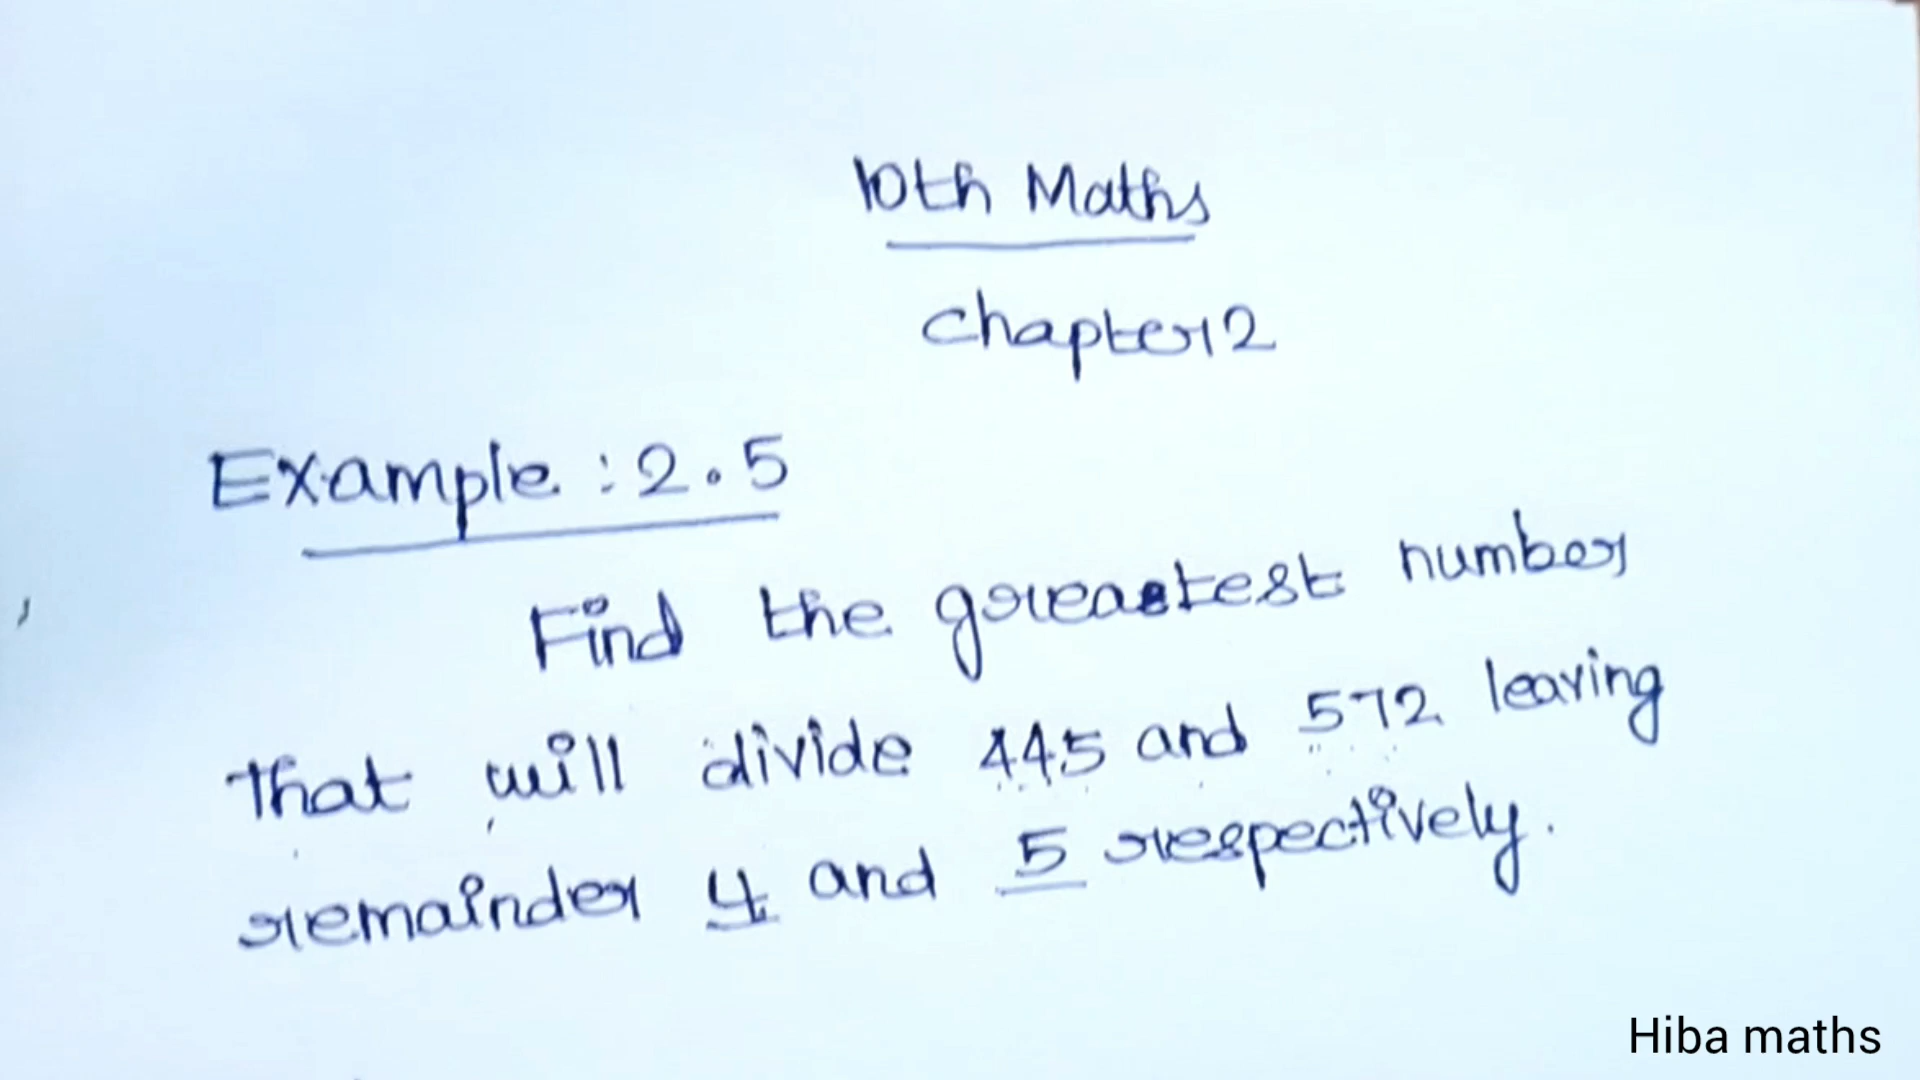 10th Maths
Chapter 2
Example : 2.5
Find the greatest number
that will divide 445 and 572 leaving
remainder 4 and 5 respectively.
Hiba maths